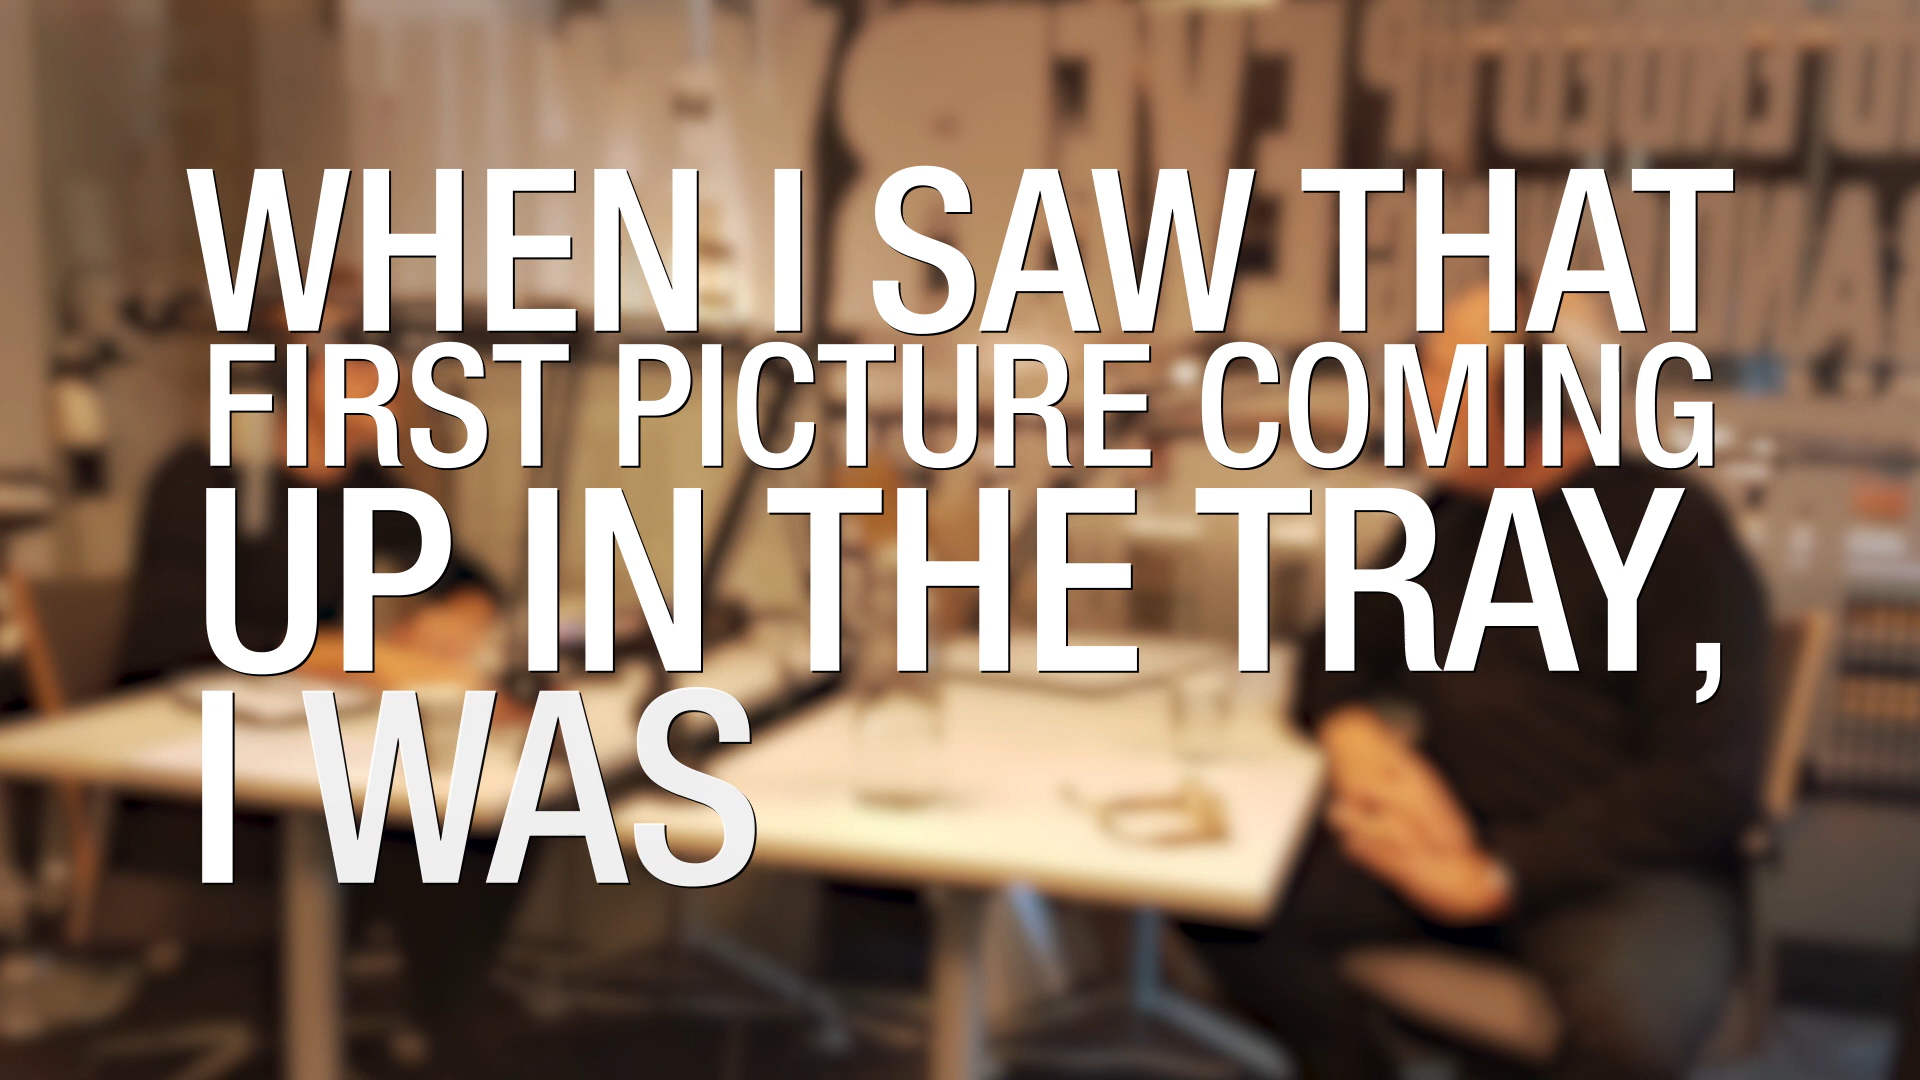 WHEN I SAW THAT
FIRST PICTURE COMING
UP IN THE TRAY,
I WAS